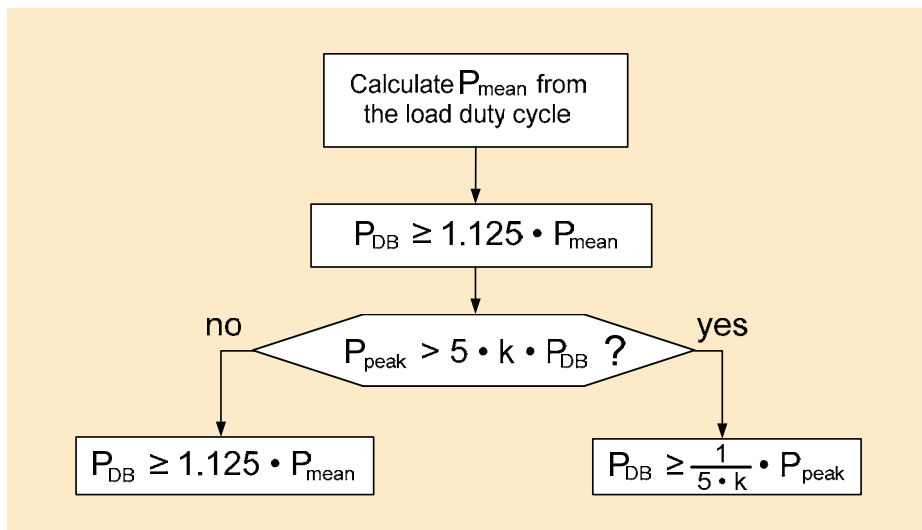 Calculate Pmean from
the load duty cycle
PDB ≥ 1.125 • Pmean
no
yes
Ppeak > 5 • k • PDB ?
PDB ≥ 1.125 • Pmean
PDB ≥ 1/(5 • k) • Ppeak